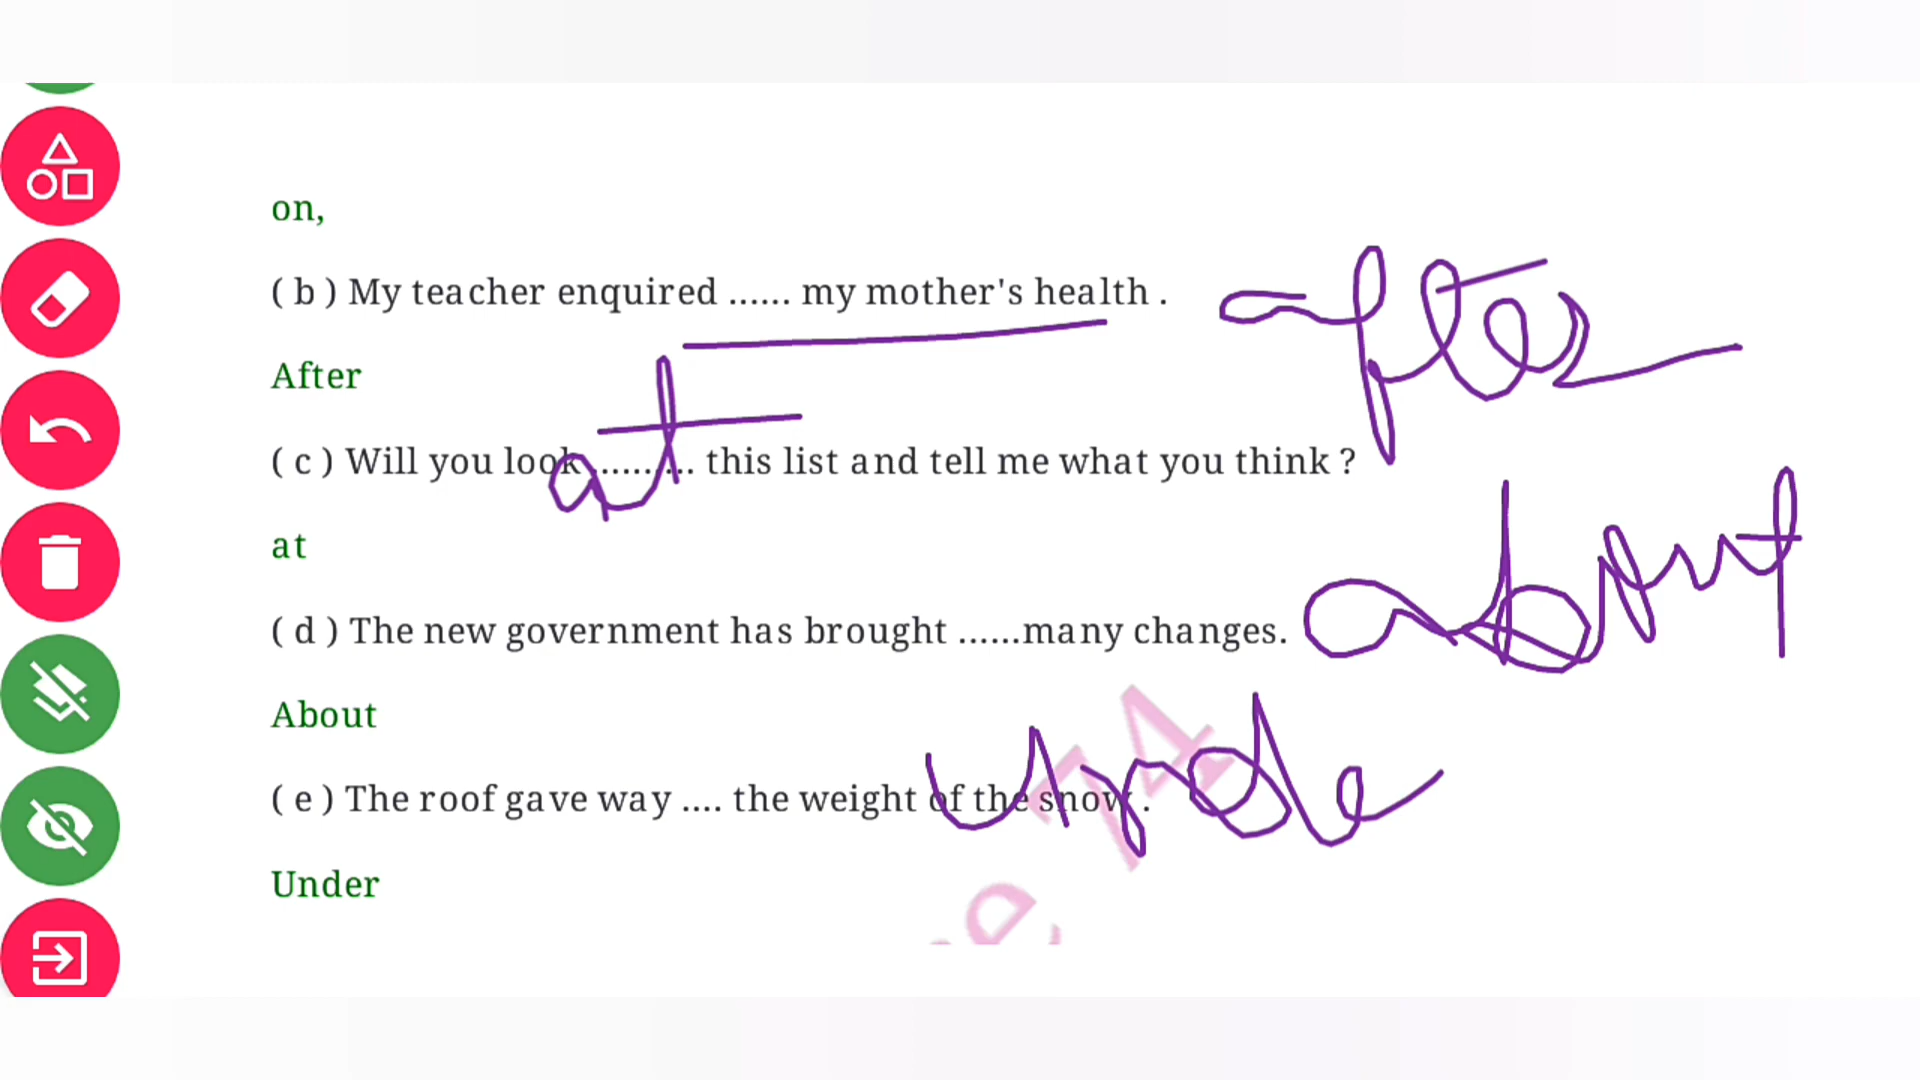 on,
( b ) My teacher enquired ...... my mother's health . after
After
at
( c ) Will you look .......... this list and tell me what you think ?
at
( d ) The new government has brought ......many changes. about
About
( e ) The roof gave way .... the weight of the snow .
Under